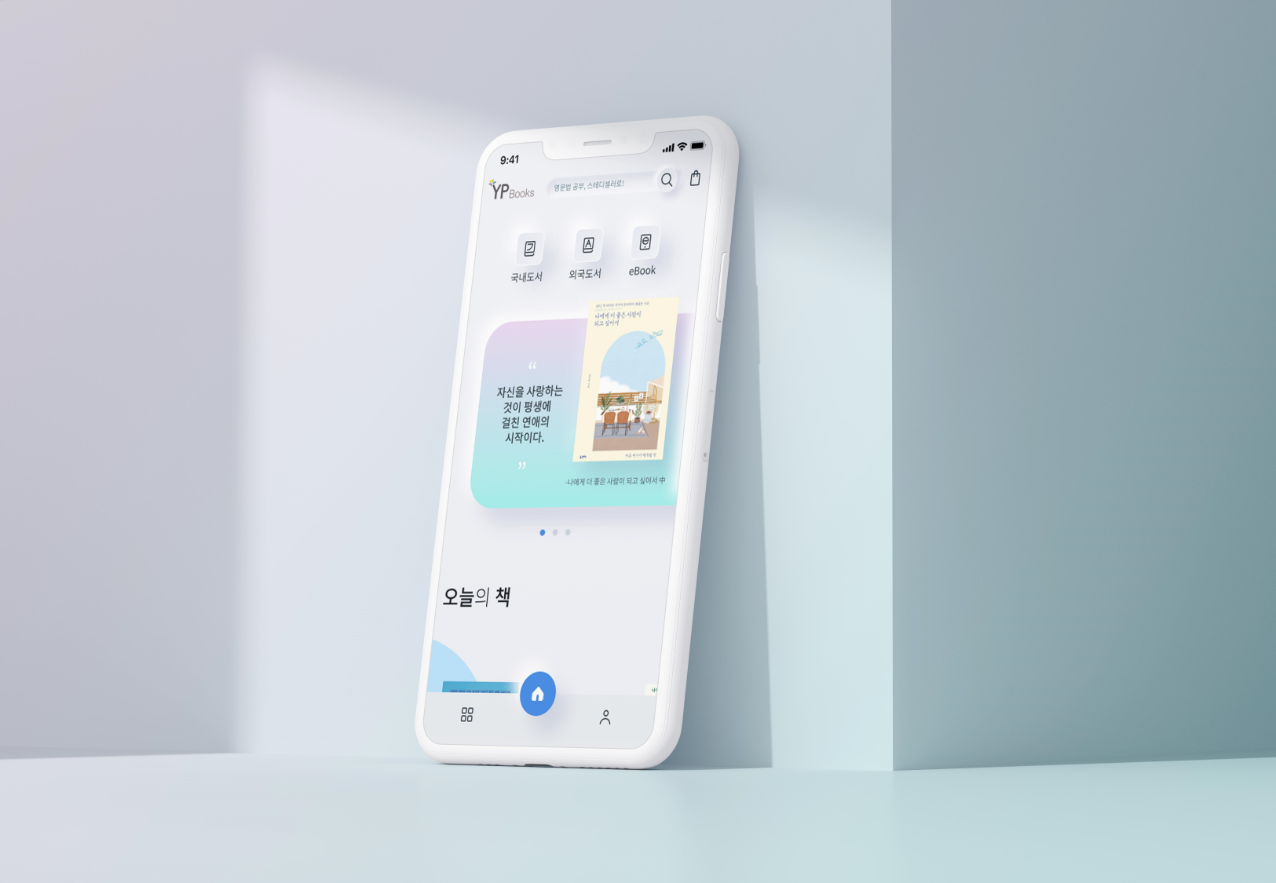 9:41
YP Books
영문법 공부, 스터디블러로!
국내도서
외국도서
eBook
나에게 더 좋은 사람이
되고 싶어서
“
자신을 사랑하는
것이 평생에
걸친 연애의
시작이다.
”
-나에게 더 좋은 사람이 되고 싶어서 中
오늘의 책